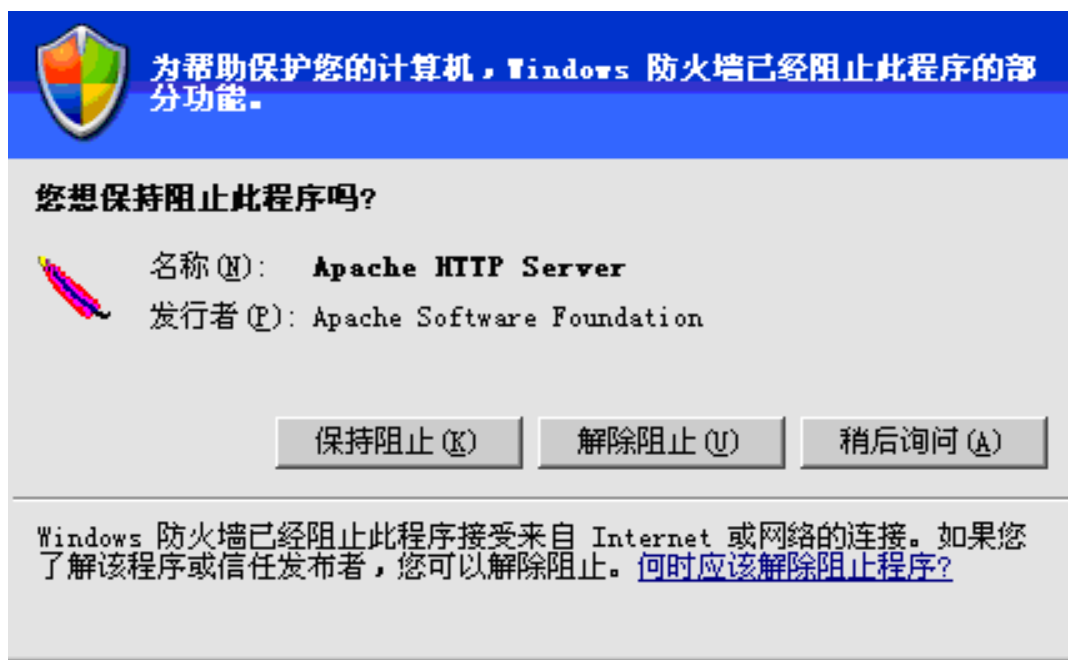 为帮助保护您的计算机，Windows 防火墙已经阻止此程序的部
分功能。
您想保持阻止此程序吗?
名称(N): Apache HTTP Server
发行者(P): Apache Software Foundation
保持阻止(K) 解除阻止(U) 稍后询问(A)
Windows 防火墙已经阻止此程序接受来自 Internet 或网络的连接。如果您
了解该程序或信任发布者，您可以解除阻止。何时应该解除阻止程序?